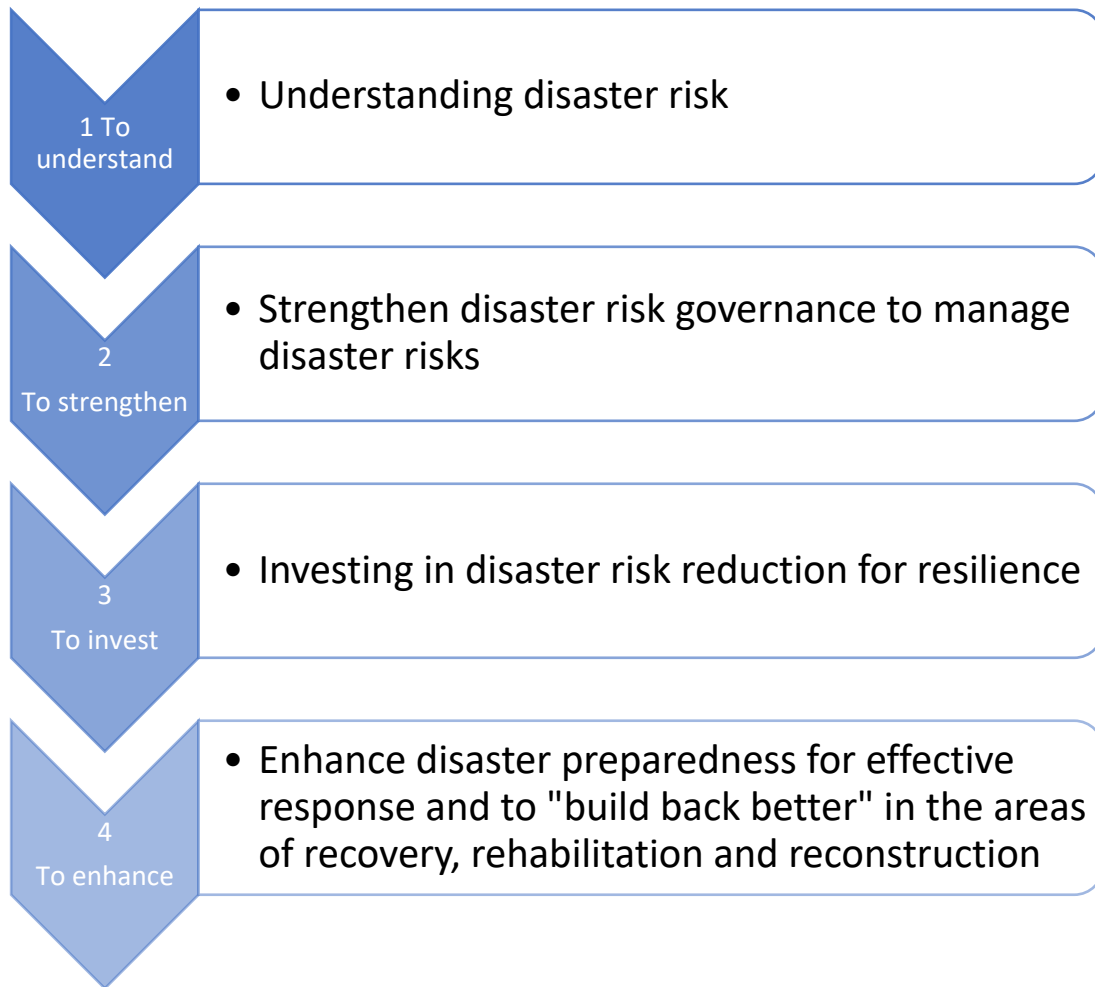 1 To
understand
• Understanding disaster risk
2
To strengthen
• Strengthen disaster risk governance to manage
disaster risks
3
To invest
• Investing in disaster risk reduction for resilience
4
To enhance
• Enhance disaster preparedness for effective
response and to "build back better" in the areas
of recovery, rehabilitation and reconstruction